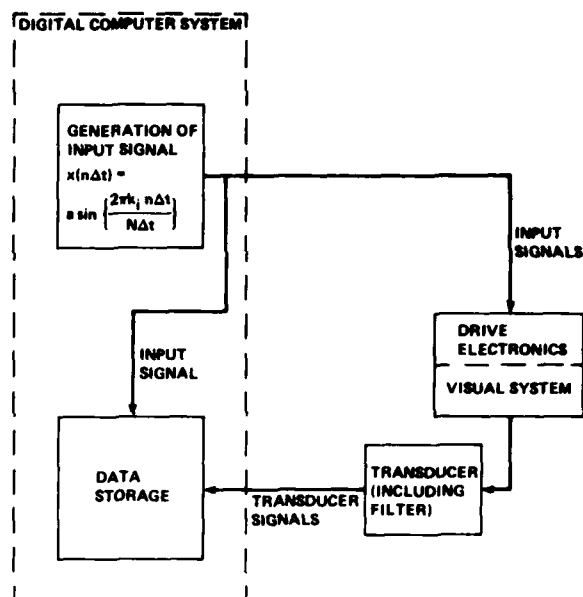 DIGITAL COMPUTER SYSTEM
GENERATION OF
INPUT SIGNAL
x(nΔt) =
a sin {2πk_i nΔt / NΔt}
INPUT
SIGNALS
DRIVE
ELECTRONICS
VISUAL SYSTEM
INPUT
SIGNAL
DATA
STORAGE
TRANSDUCER
(INCLUDING
FILTER)
TRANSDUCER
SIGNALS